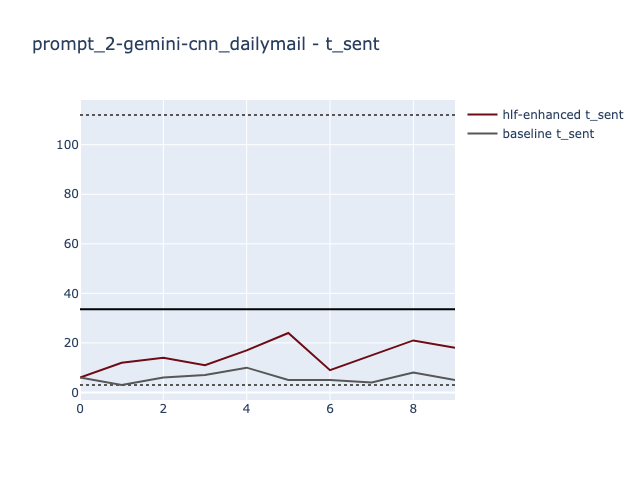 prompt_2-gemini-cnn_dailymail - t_sent
hlf-enhanced t_sent
baseline t_sent
100
80
60
40
20
0
0 2 4 6 8